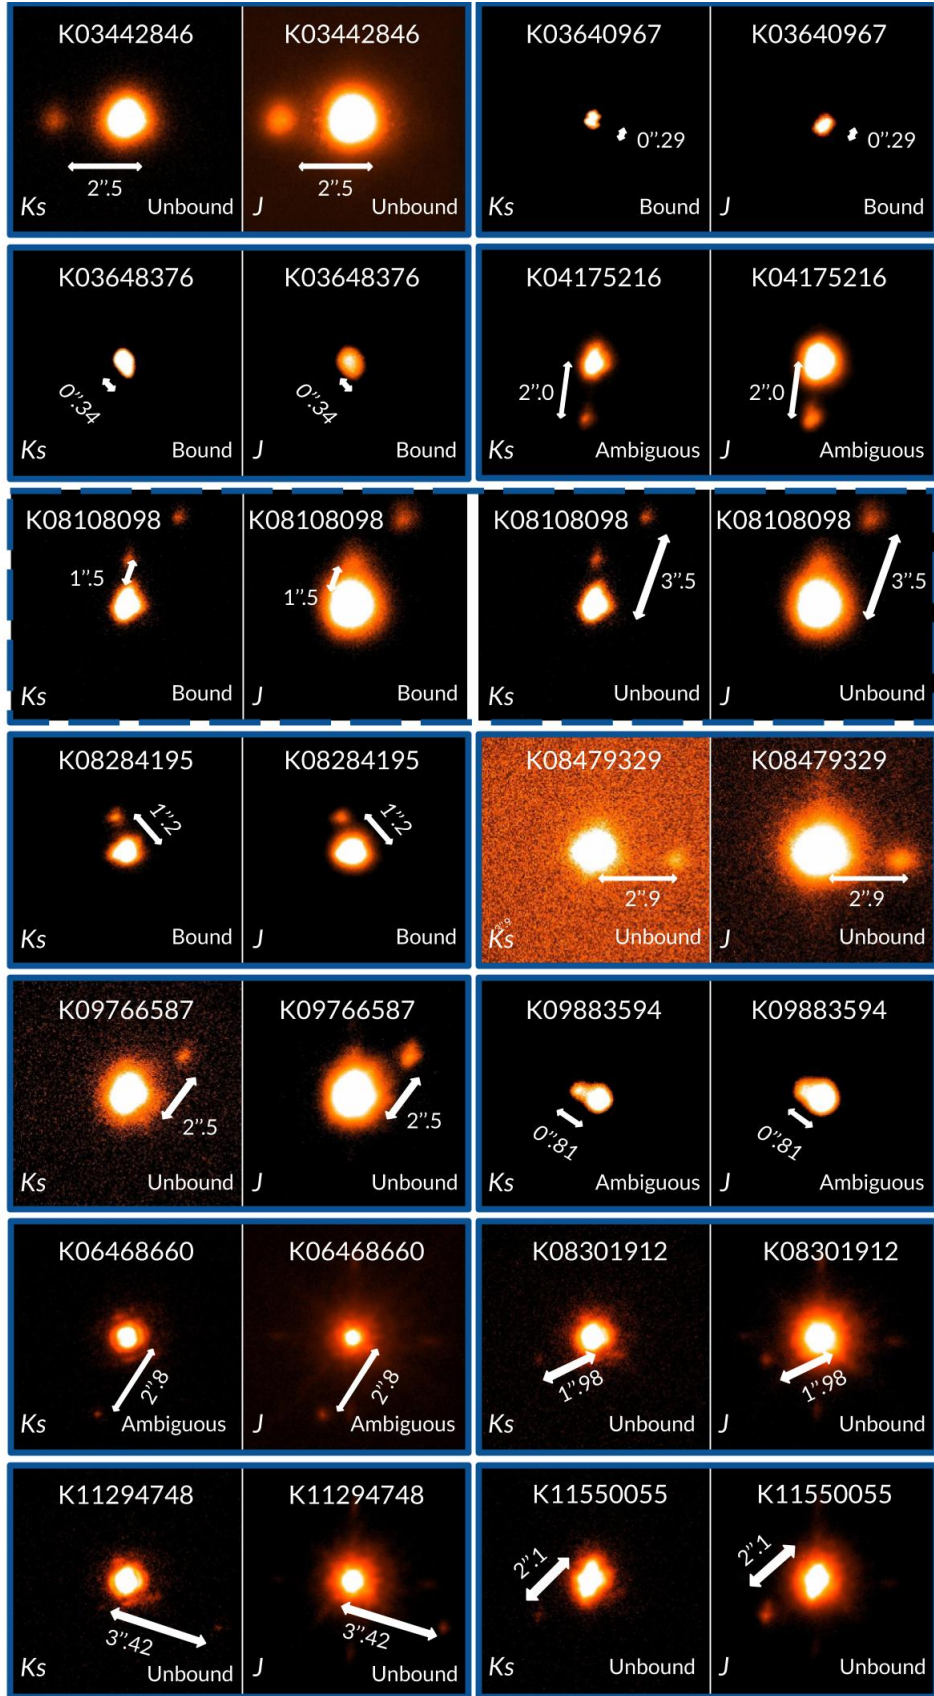 K03442846
2”.5
Ks
Unbound
K03442846
2”.5
J
Unbound
K03640967
0”.29
Ks
Bound
K03640967
0”.29
J
Bound
K03648376
0”.34
Ks
Bound
K03648376
0”.34
J
Bound
K04175216
2”.0
Ks
Ambiguous
K04175216
2”.0
J
Ambiguous
K08108098
1”.5
Ks
Bound
K08108098
1”.5
J
Bound
K08108098
3”.5
Ks
Unbound
K08108098
3”.5
J
Unbound
K08284195
1”.2
Ks
Bound
K08284195
1”.2
J
Bound
K08479329
2”.9
2”.9
Ks
Unbound
K08479329
2”.9
J
Unbound
K09766587
2”.5
Ks
Unbound
K09766587
2”.5
J
Unbound
K09883594
0”.81
Ks
Ambiguous
K09883594
0”.81
J
Ambiguous
K06468660
2”.8
Ks
Ambiguous
K06468660
2”.8
J
Ambiguous
K08301912
1”.98
Ks
Unbound
K08301912
1”.98
J
Unbound
K11294748
3”.42
Ks
Unbound
K11294748
3”.42
J
Unbound
K11550055
2”.1
Ks
Unbound
K11550055
2”.1
J
Unbound